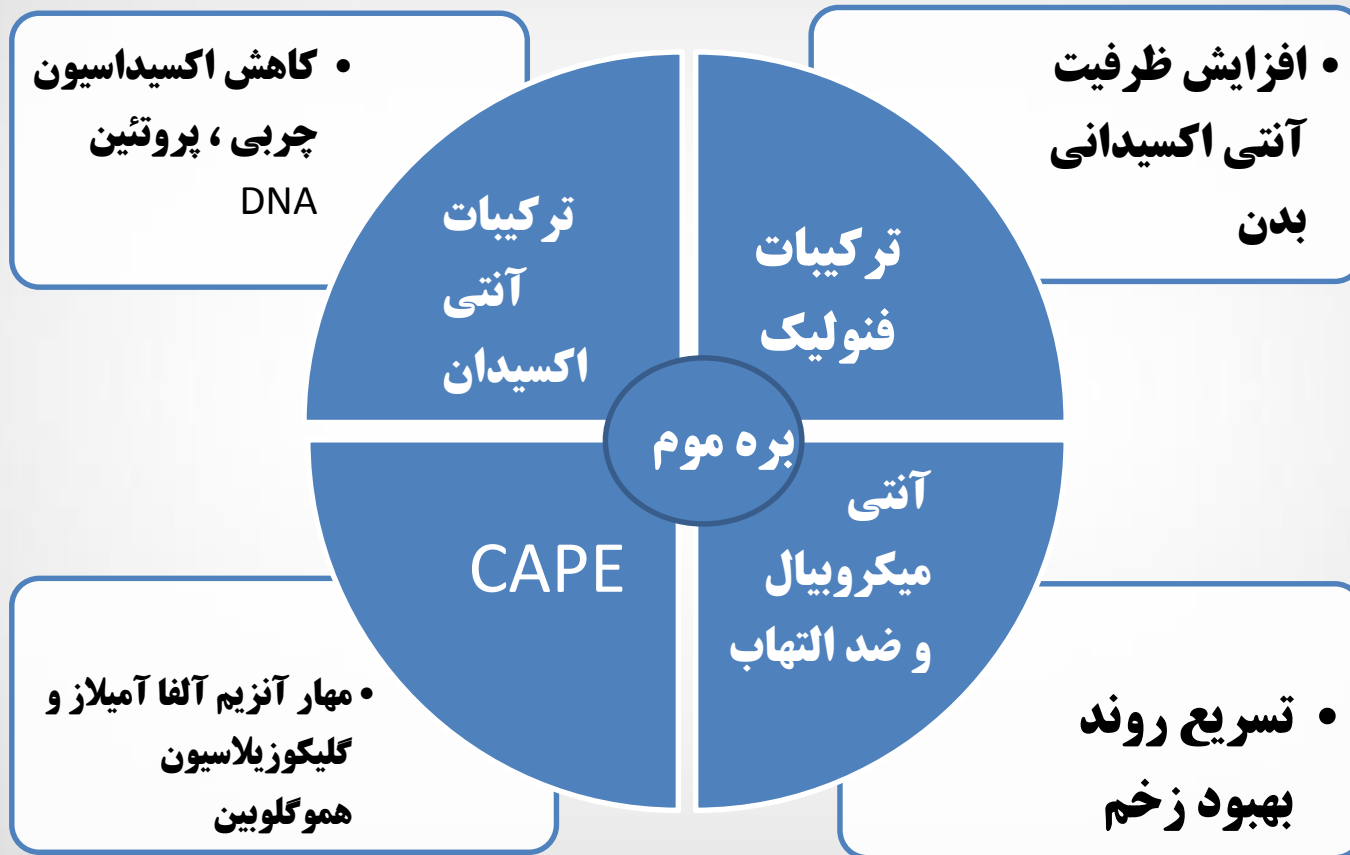 • افزایش ظرفیت
آنتی اکسیدانی
بدن
• کاهش اکسیداسیون
چربی ، پروتئین
DNA
ترکیبات
فنولیک
ترکیبات
آنتی
اکسیدان
بره موم
آنتی
میکروبیال
و ضد التهاب
CAPE
• تسریع روند
بهبود زخم
• مهار آنزیم آلفا آمیلاز و
گلیکوزیلاسیون
هموگلوبین